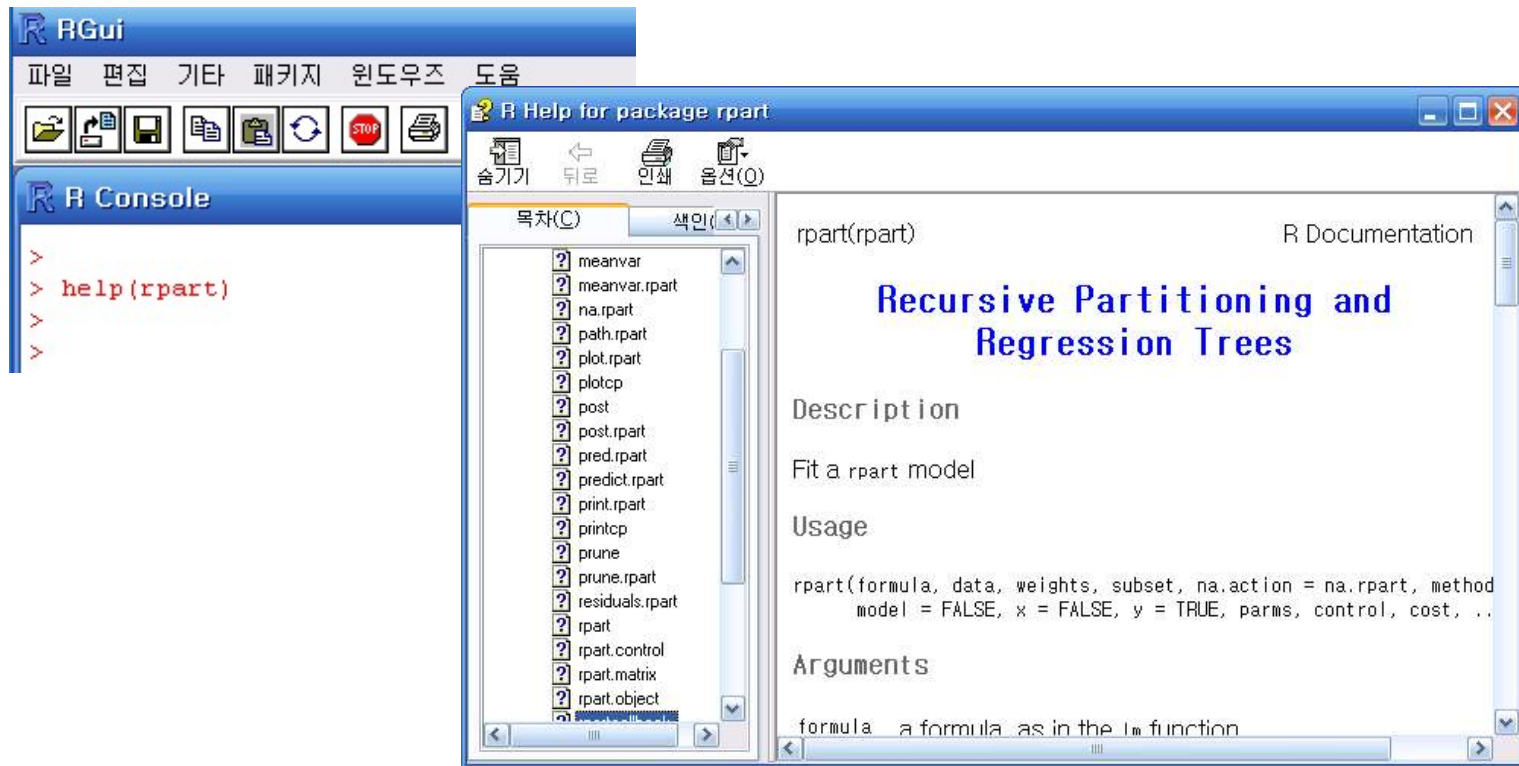 RGui
파일 편집 기타 패키지 윈도우즈 도움
STOP
R Console
>
> help(rpart)
>
>
R Help for package rpart
숨기기 뒤로 인쇄 옵션(O)
목차(C) 색인(
meanvar
meanvar.rpart
na.rpart
path.rpart
plot.rpart
plotcp
post
post.rpart
pred.rpart
predict.rpart
print.rpart
printcp
prune
prune.rpart
residuals.rpart
rpart
rpart.control
rpart.matrix
rpart.object
rpart(rpart) R Documentation
Recursive Partitioning and
Regression Trees
Description
Fit a rpart model
Usage
rpart(formula, data, weights, subset, na.action = na.rpart, method
model = FALSE, x = FALSE, y = TRUE, parms, control, cost, ..
Arguments
formula a formula, as in the lm function